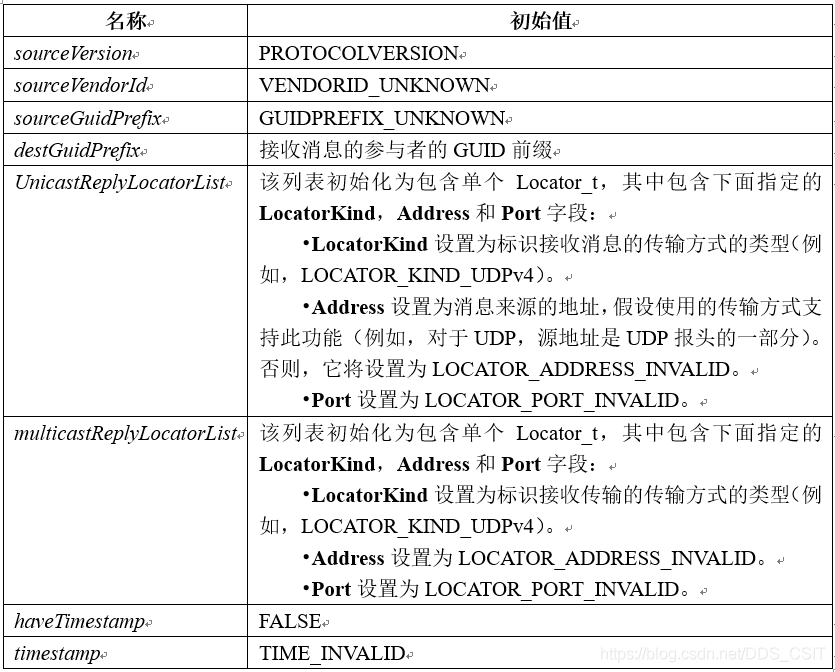 名称 初始值
sourceVersion PROTOCOLVERSION
sourceVendorId VENDORID_UNKNOWN
sourceGuidPrefix GUIDPREFIX_UNKNOWN
destGuidPrefix 接收消息的参与者的 GUID 前缀
UnicastReplyLocatorList 该列表初始化为包含单个 Locator_t，其中包含下面指定的
LocatorKind，Address 和 Port 字段：
•LocatorKind 设置为标识接收消息的传输方式的类型（例
如，LOCATOR_KIND_UDPv4）。
•Address 设置为消息来源的地址，假设使用的传输方式支
持此功能（例如，对于 UDP，源地址是 UDP 报头的一部分）。
否则，它将设置为 LOCATOR_ADDRESS_INVALID。
•Port 设置为 LOCATOR_PORT_INVALID。
multicastReplyLocatorList 该列表初始化为包含单个 Locator_t，其中包含下面指定的
LocatorKind，Address 和 Port 字段：
•LocatorKind 设置为标识接收传输的传输方式的类型（例
如，LOCATOR_KIND_UDPv4）。
•Address 设置为 LOCATOR_ADDRESS_INVALID。
•Port 设置为 LOCATOR_PORT_INVALID。
haveTimestamp FALSE
timestamp TIME_INVALID
https://blog.csdn.net/DDS_CSIT